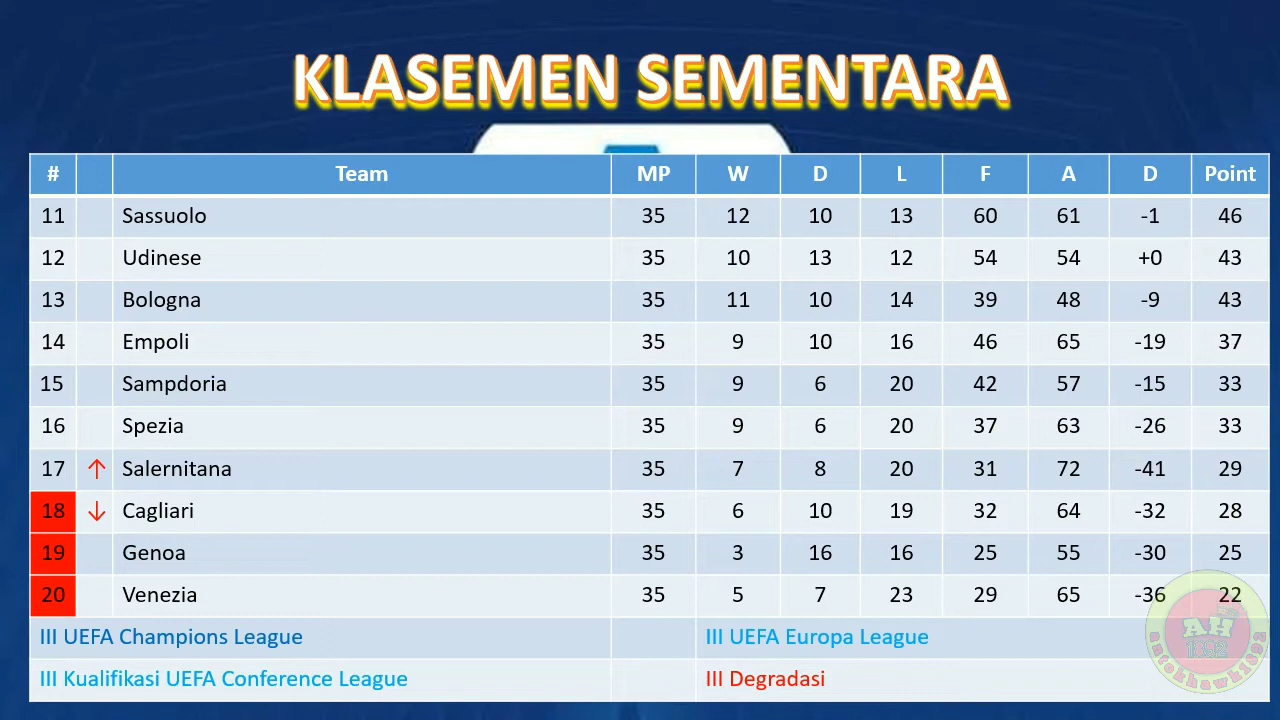 KLASEMEN SEMENTARA
# Team MP W D L F A D Point
11 Sassuolo 35 12 10 13 60 61 -1 46
12 Udinese 35 10 13 12 54 54 +0 43
13 Bologna 35 11 10 14 39 48 -9 43
14 Empoli 35 9 10 16 46 65 -19 37
15 Sampdoria 35 9 6 20 42 57 -15 33
16 Spezia 35 9 6 20 37 63 -26 33
17 ↑ Salernitana 35 7 8 20 31 72 -41 29
18 ↓ Cagliari 35 6 10 19 32 64 -32 28
19 Genoa 35 3 16 16 25 55 -30 25
20 Venezia 35 5 7 23 29 65 -36 22
III UEFA Champions League III UEFA Europa League
III Kualifikasi UEFA Conference League III Degradasi
AH
1092